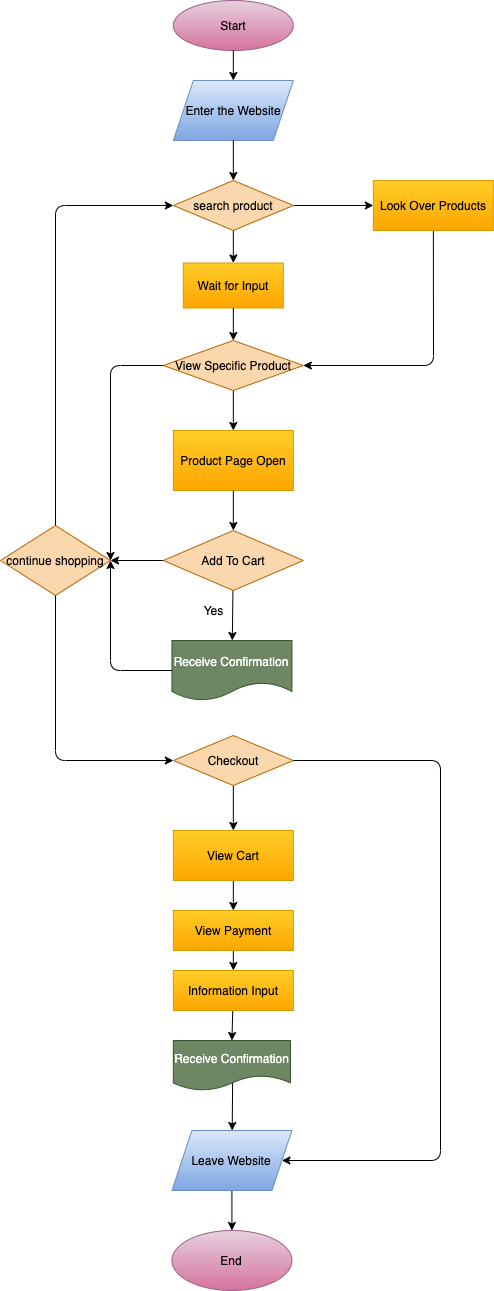 Start
Enter the Website
search product
Look Over Products
Wait for Input
View Specific Product
Product Page Open
continue shopping
Add To Cart
Yes
Receive Confirmation
Checkout
View Cart
View Payment
Information Input
Receive Confirmation
Leave Website
End